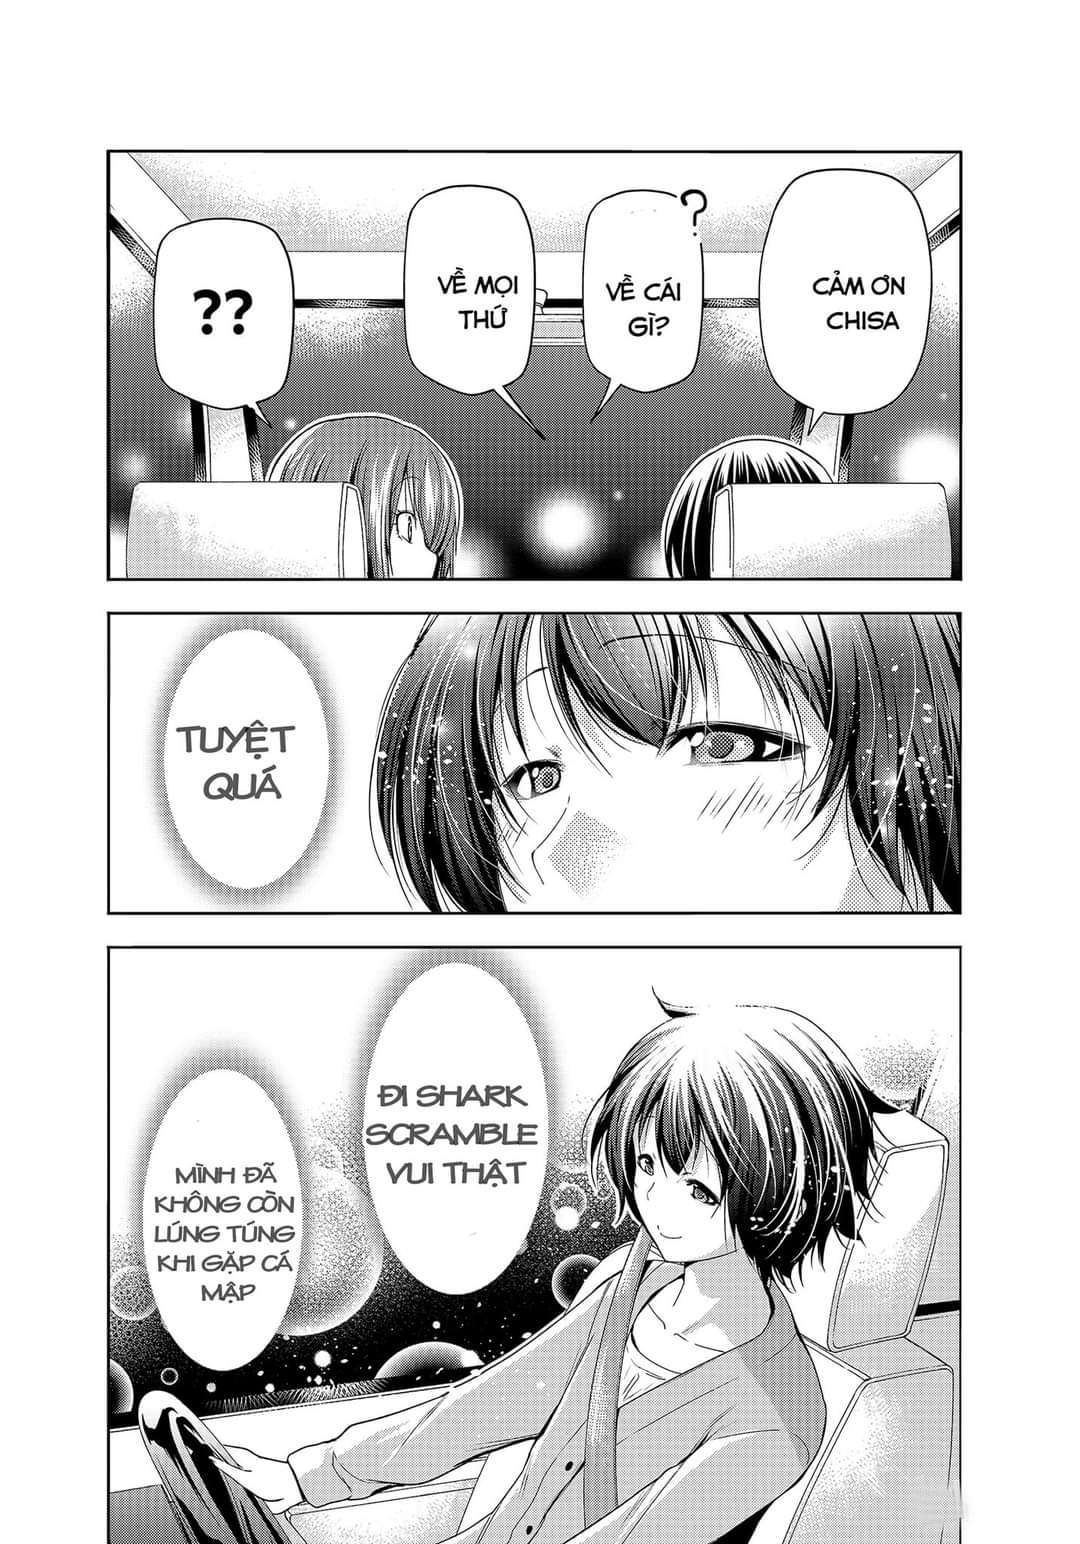 CẢM ƠN
CHISA
?
VỀ CÁI
GÌ?
VỀ MỌI
THỨ
??
TUYỆT
QUÁ
ĐI SHARK
SCRAMBLE
VUI THẬT
MÌNH ĐÃ
KHÔNG CÒN
LÚNG TÚNG
KHI GẶP CÁ
MẬP